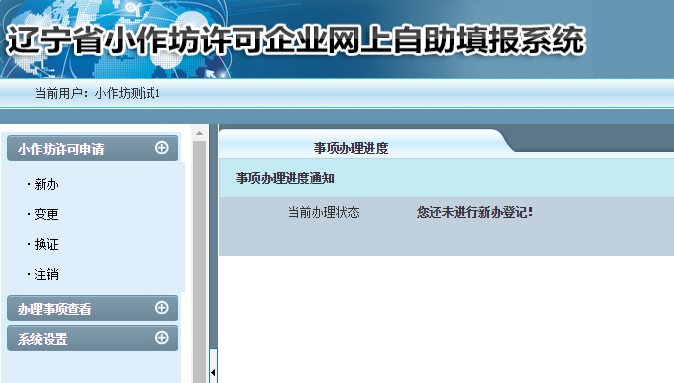 辽宁省小作坊许可企业网上自助填报系统
当前用户：小作坊测试1
小作坊许可申请
· 新办
· 变更
· 换证
· 注销
办理事项查看
系统设置
事项办理进度
事项办理进度通知
当前办理状态 您还未进行新办登记!